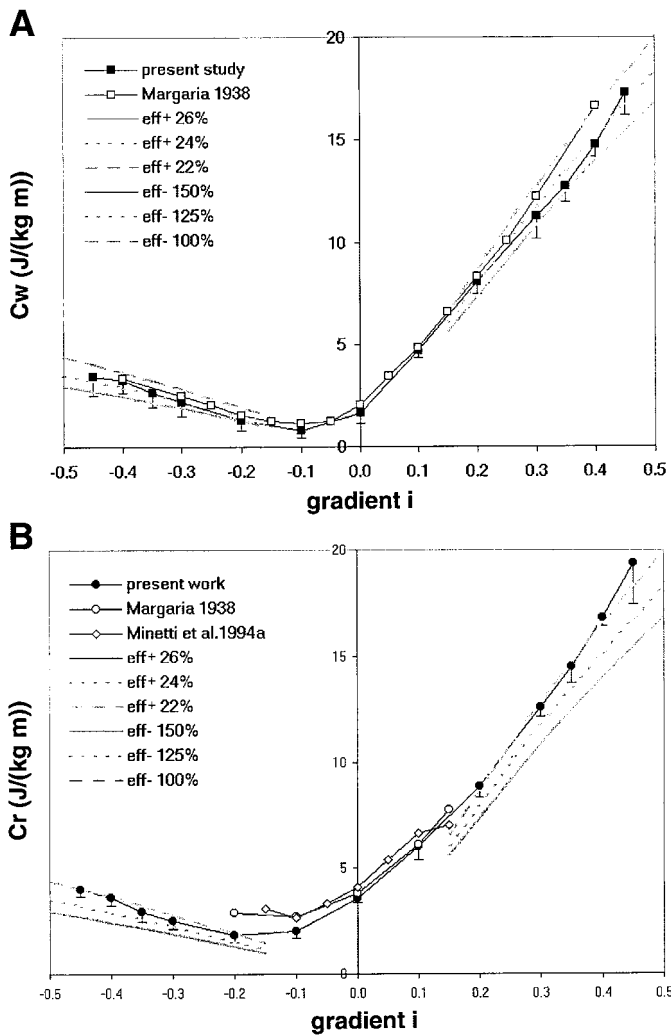 A
20
present study
Margaria 1938
eff+ 26%
eff+ 24%
eff+ 22%
eff- 150%
eff- 125%
eff- 100%
15
10
5
0
Cw (J/(kg m))
-0.5 -0.4 -0.3 -0.2 -0.1 0.0 0.1 0.2 0.3 0.4 0.5
gradient i
B
20
present work
Margaria 1938
Minetti et al.1994a
eff+ 26%
eff+ 24%
eff+ 22%
eff- 150%
eff- 125%
eff- 100%
15
10
5
0
Cr (J/(kg m))
-0.5 -0.4 -0.3 -0.2 -0.1 0.0 0.1 0.2 0.3 0.4 0.5
gradient i